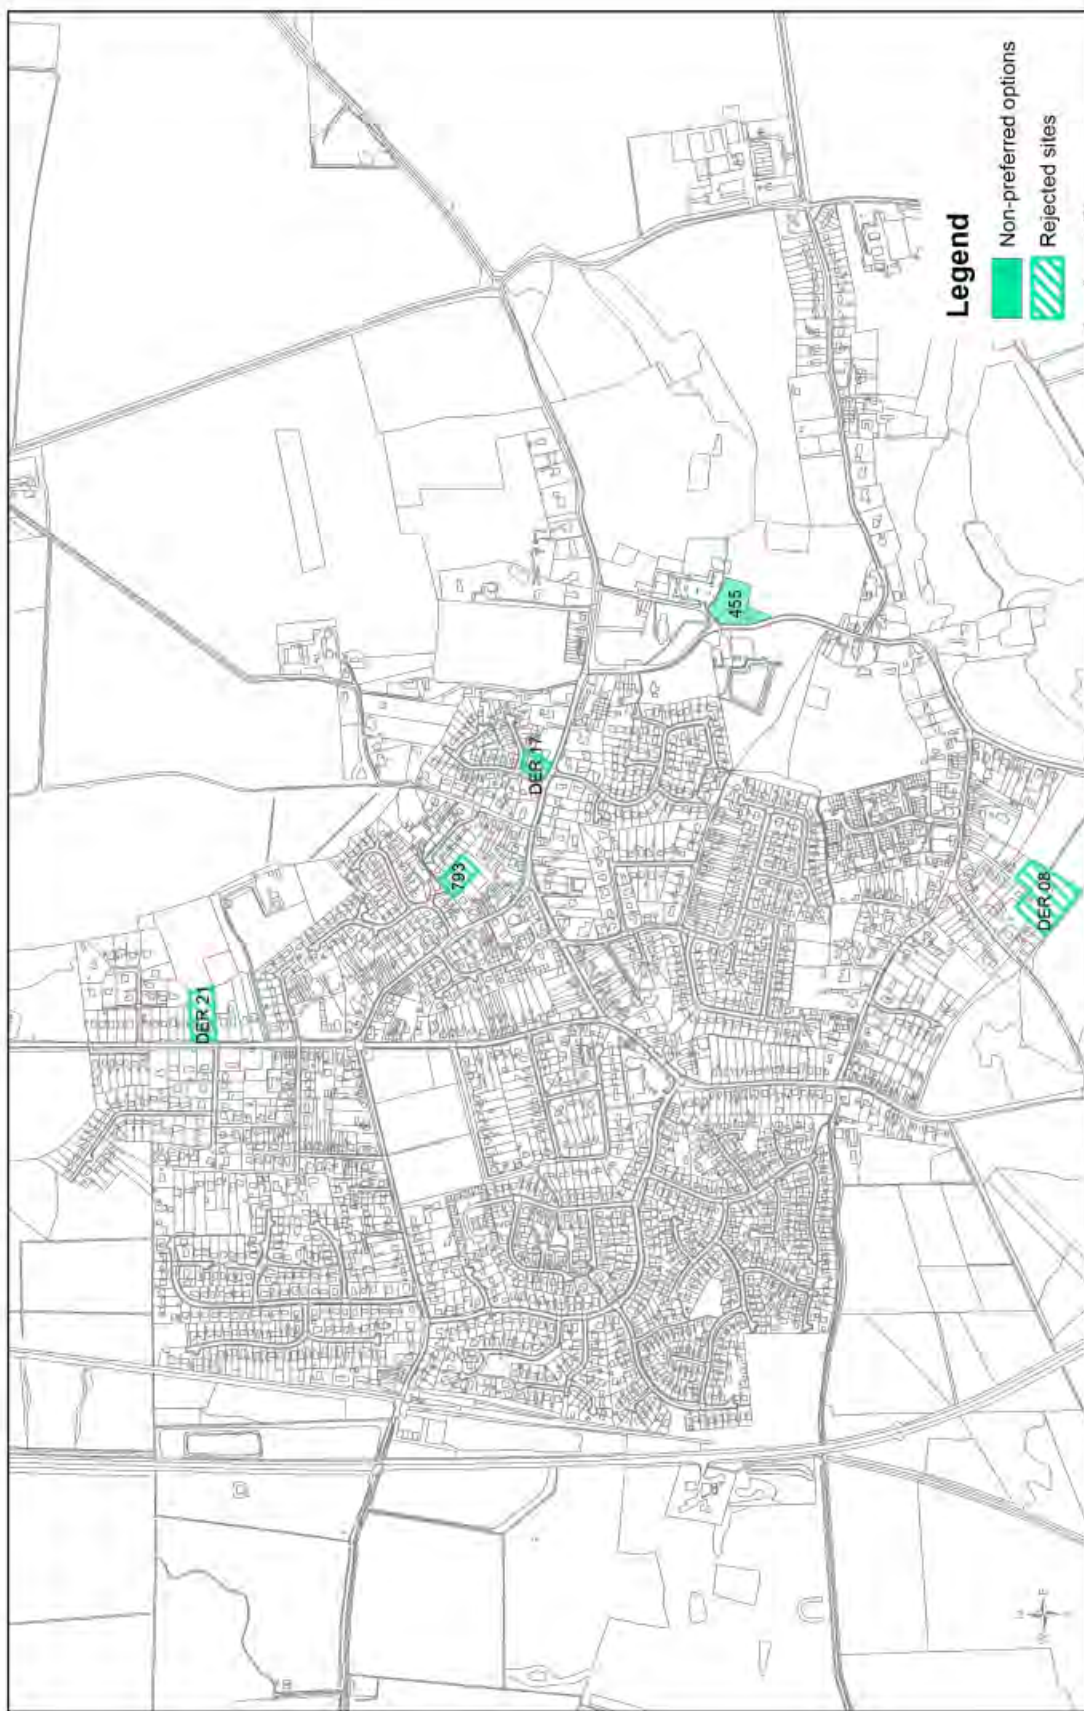 Legend
Non-preferred options
Rejected sites
DER 21
793
DER 17
455
DER 08